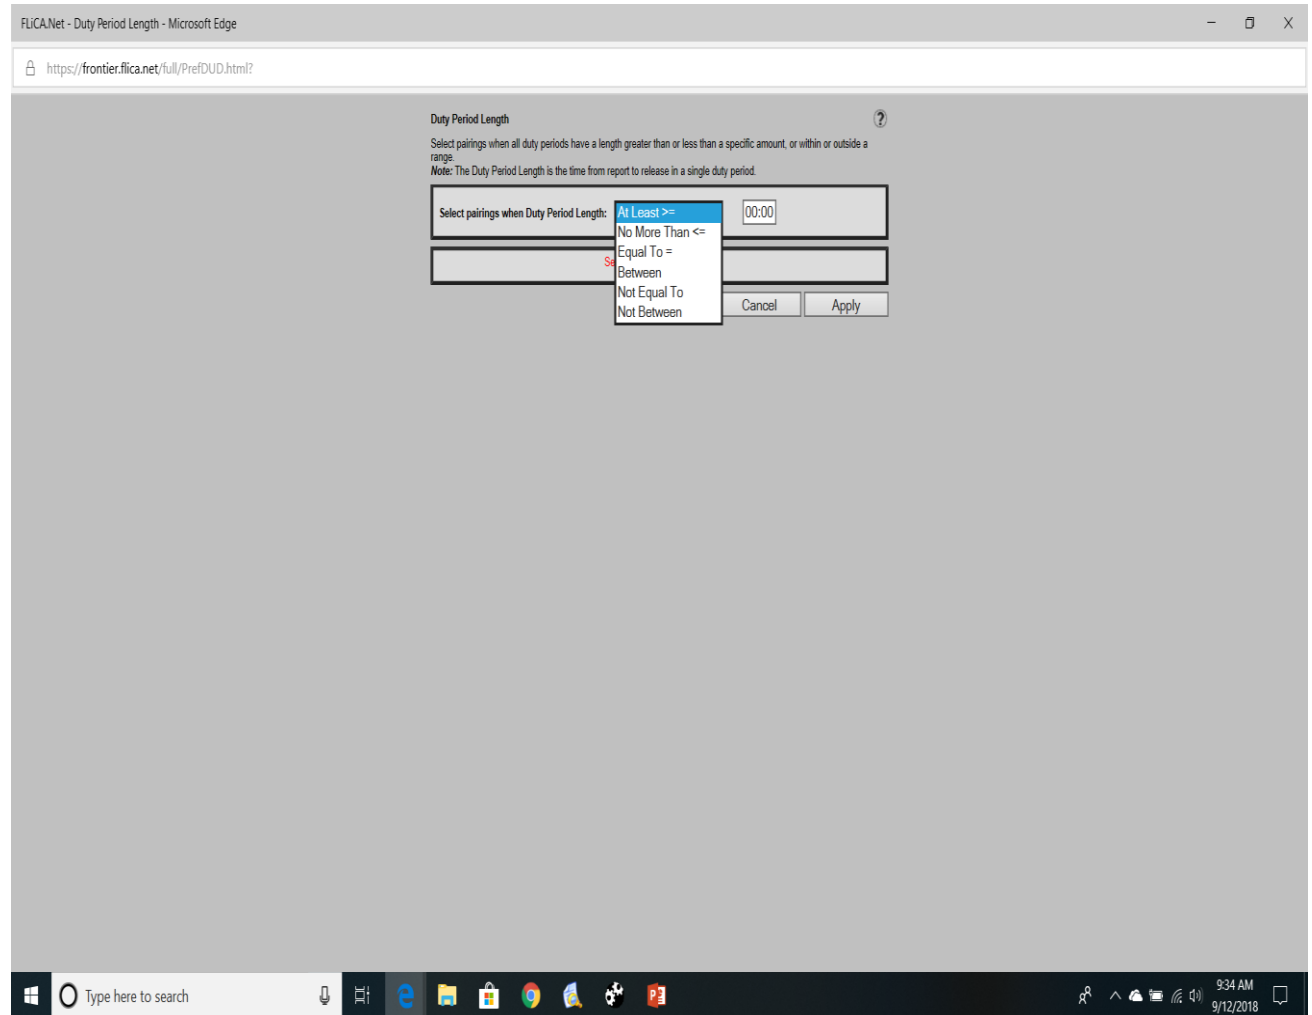 FLiCA.Net - Duty Period Length - Microsoft Edge
https://frontier.flica.net/full/PrefDUD.html?
Duty Period Length
Select pairings when all duty periods have a length greater than or less than a specific amount, or within or outside a
range.
Note: The Duty Period Length is the time from report to release in a single duty period.
Select pairings when Duty Period Length: At Least >= 00:00
No More Than <=
Equal To =
Between
Not Equal To
Not Between
Cancel Apply
Type here to search
9:34 AM
9/12/2018